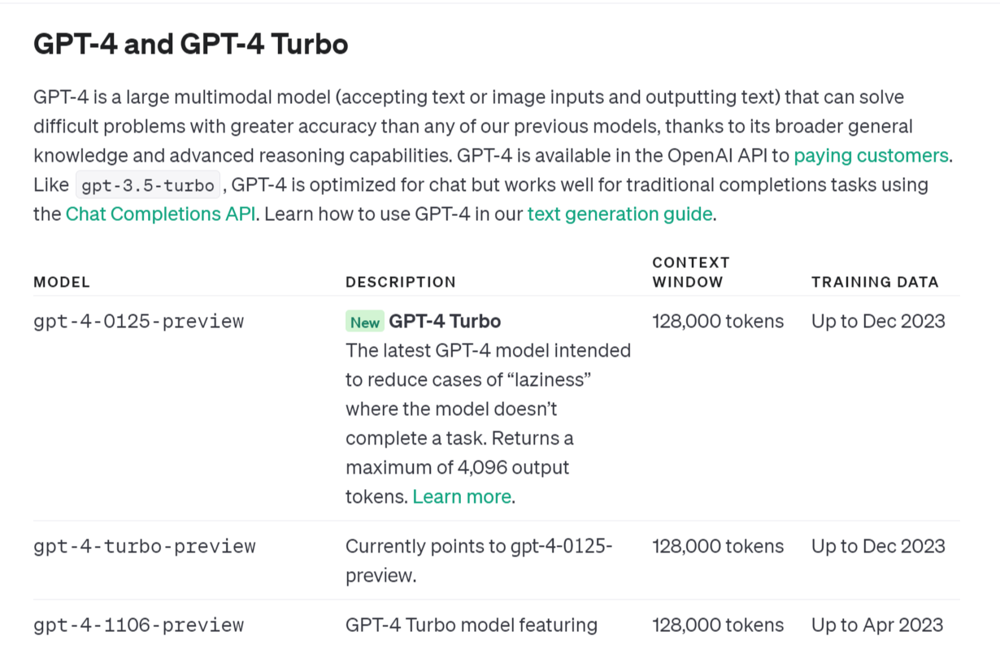 GPT-4 and GPT-4 Turbo
GPT-4 is a large multimodal model (accepting text or image inputs and outputting text) that can solve
difficult problems with greater accuracy than any of our previous models, thanks to its broader general
knowledge and advanced reasoning capabilities. GPT-4 is available in the OpenAI API to paying customers.
Like gpt-3.5-turbo, GPT-4 is optimized for chat but works well for traditional completions tasks using
the Chat Completions API. Learn how to use GPT-4 in our text generation guide.
MODEL DESCRIPTION CONTEXT WINDOW TRAINING DATA
gpt-4-0125-preview New GPT-4 Turbo 128,000 tokens Up to Dec 2023
The latest GPT-4 model intended
to reduce cases of “laziness”
where the model doesn’t
complete a task. Returns a
maximum of 4,096 output
tokens. Learn more.
gpt-4-turbo-preview Currently points to gpt-4-0125- 128,000 tokens Up to Dec 2023
preview.
gpt-4-1106-preview GPT-4 Turbo model featuring 128,000 tokens Up to Apr 2023